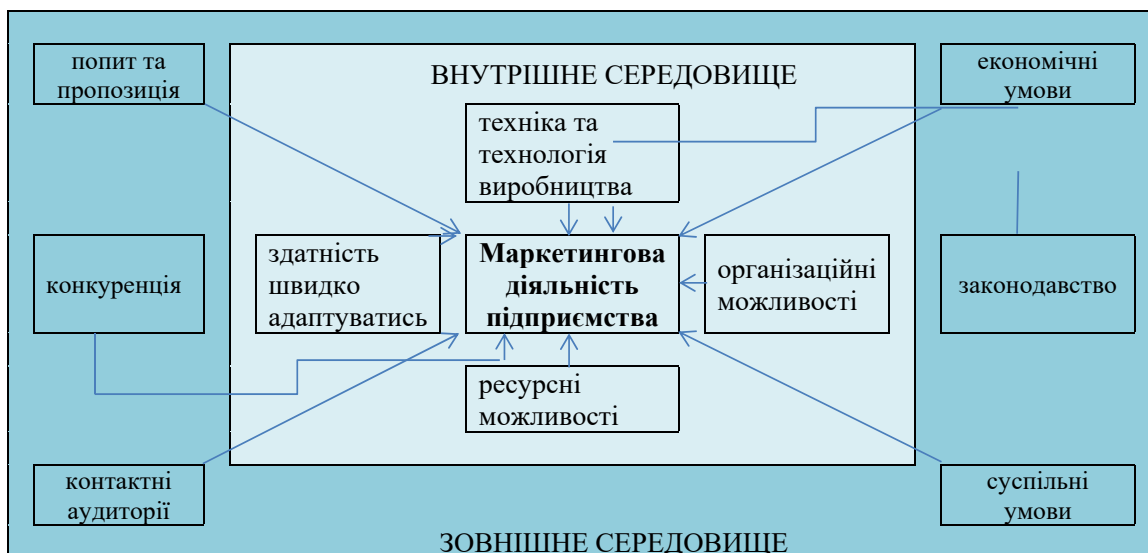 попит та
пропозиція
ВНУТРІШНЕ СЕРЕДОВИЩЕ
економічні
умови
техніка та
технологія
виробництва
конкуренція
здатність
швидко
адаптуватись
Маркетингова
діяльність
підприємства
організаційні
можливості
законодавство
ресурсні
можливості
контактні
аудиторії
суспільні
умови
ЗОВНІШНЕ СЕРЕДОВИЩЕ